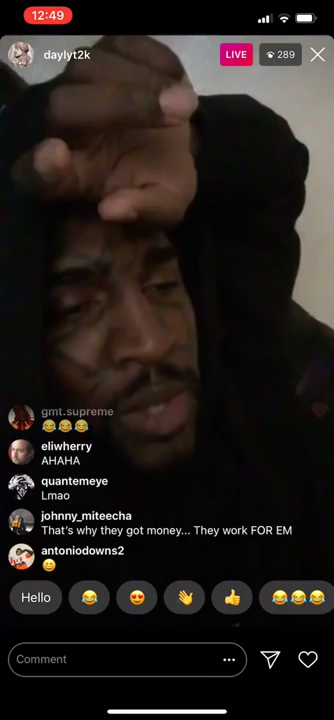 12:49
daylyt2k
LIVE
289
gmt.supreme
😂😂😂
eliwherry
AHAHA
quantemeye
Lmao
johnny_miteecha
That's why they got money... They work FOR EM
antoniodowns2
😆
Hello
😂
😍
👋
👍
😂😂😂
Comment